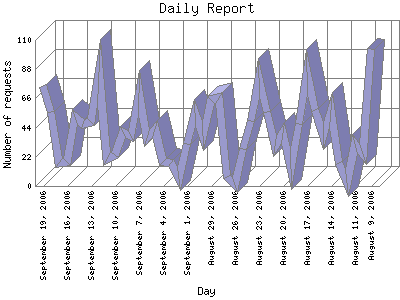 Daily Report
Number of requests
110
88
66
44
22
0
September 19, 2006
September 16, 2006
September 13, 2006
September 10, 2006
September 7, 2006
September 4, 2006
September 1, 2006
August 29, 2006
August 26, 2006
August 23, 2006
August 20, 2006
August 17, 2006
August 14, 2006
August 11, 2006
August 9, 2006
Day